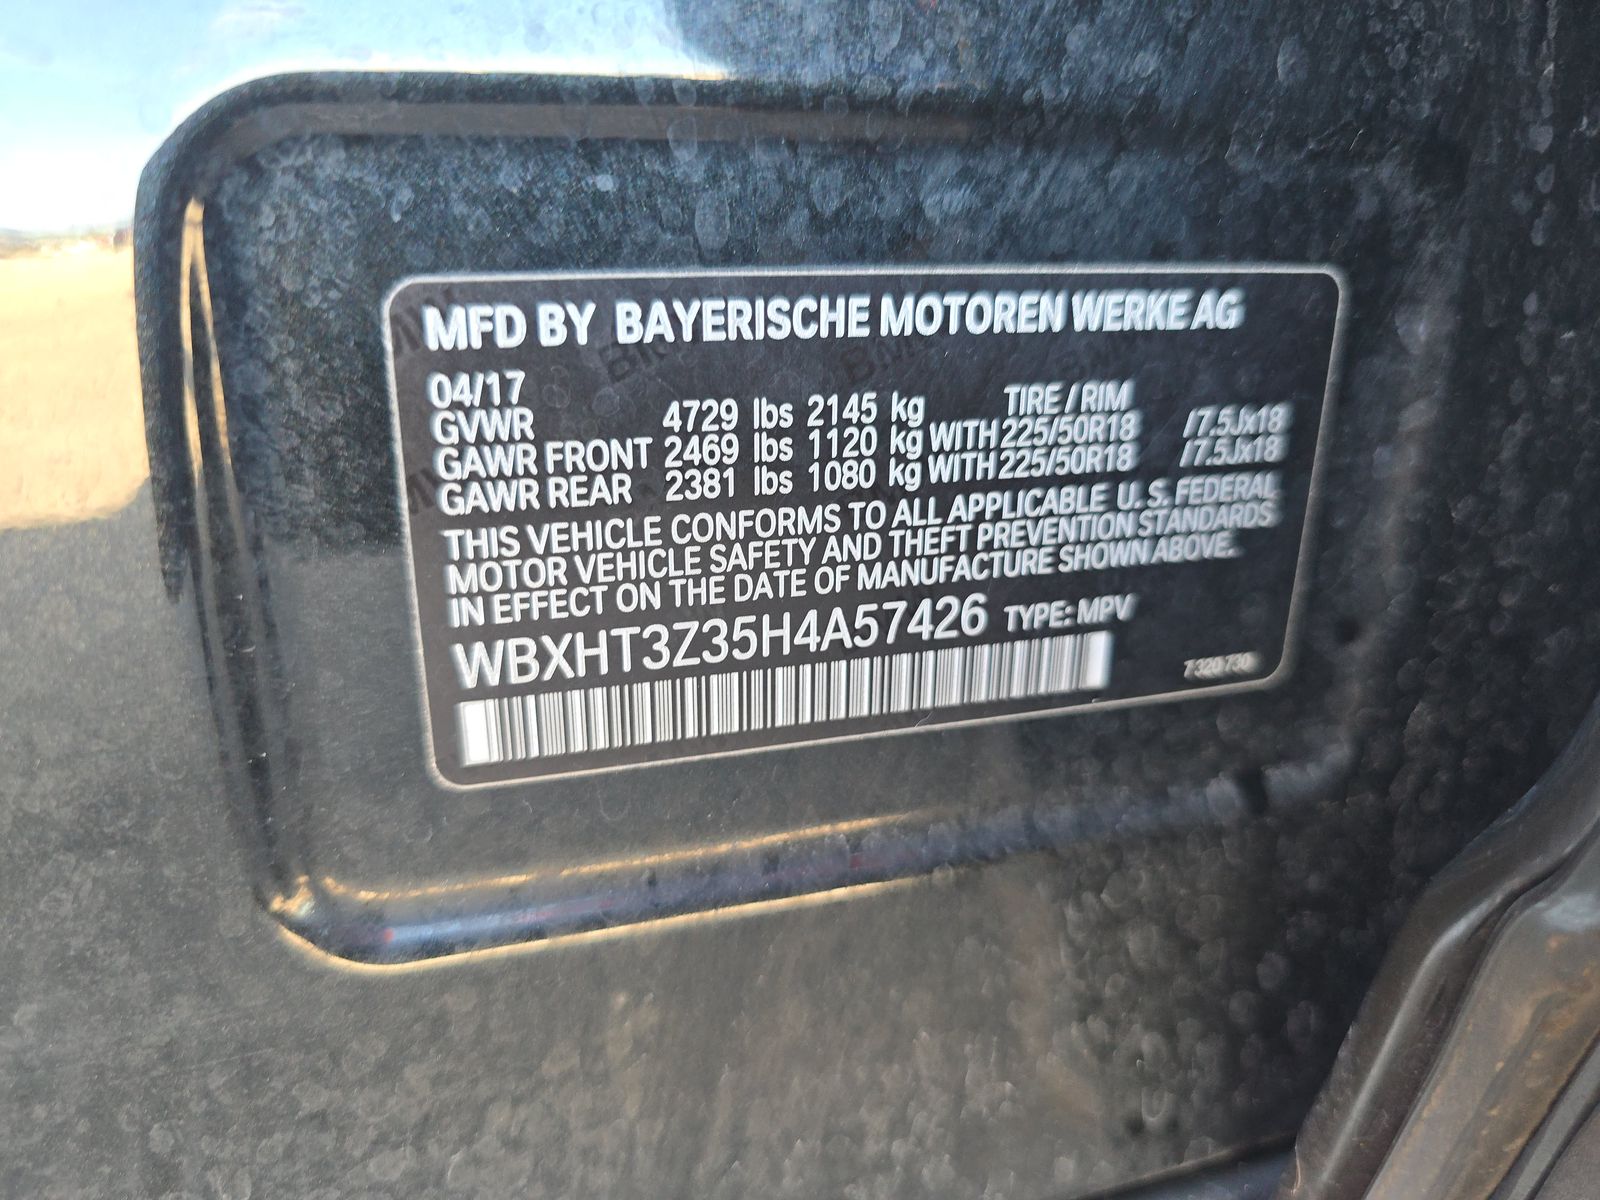 MFD BY BAYERISCHE MOTOREN WERKE AG
04/17 TIRE / RIM
GVWR 4729 lbs 2145 kg
GAWR FRONT 2469 lbs 1120 kg WITH 225/50R18 /7.5Jx18
GAWR REAR 2381 lbs 1080 kg WITH 225/50R18 /7.5Jx18
THIS VEHICLE CONFORMS TO ALL APPLICABLE U. S. FEDERAL
MOTOR VEHICLE SAFETY AND THEFT PREVENTION STANDARDS
IN EFFECT ON THE DATE OF MANUFACTURE SHOWN ABOVE.
WBXHT3Z35H4A57426 TYPE: MPV
7 320 730